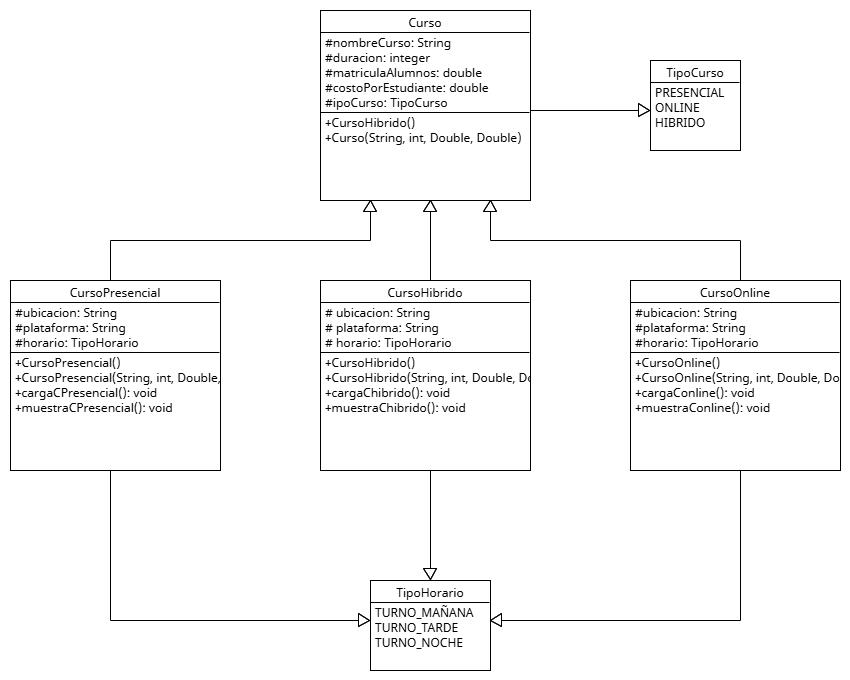 Curso
#nombreCurso: String
#duracion: integer
#matriculaAlumnos: double
#costoPorEstudiante: double
#ipoCurso: TipoCurso
+CursoHibrido()
+Curso(String, int, Double, Double)
TipoCurso
PRESENCIAL
ONLINE
HIBRIDO
CursoPresencial
#ubicacion: String
#plataforma: String
#horario: TipoHorario
+CursoPresencial()
+CursoPresencial(String, int, Double,
+cargaCPresencial(): void
+muestraCPresencial(): void
CursoHibrido
# ubicacion: String
# plataforma: String
# horario: TipoHorario
+CursoHibrido()
+CursoHibrido(String, int, Double, Do
+cargaChibrido(): void
+muestraChibrido(): void
CursoOnline
#ubicacion: String
#plataforma: String
#horario: TipoHorario
+CursoOnline()
+CursoOnline(String, int, Double, Do
+cargaConline(): void
+muestraConline(): void
TipoHorario
TURNO_MAÑANA
TURNO_TARDE
TURNO_NOCHE